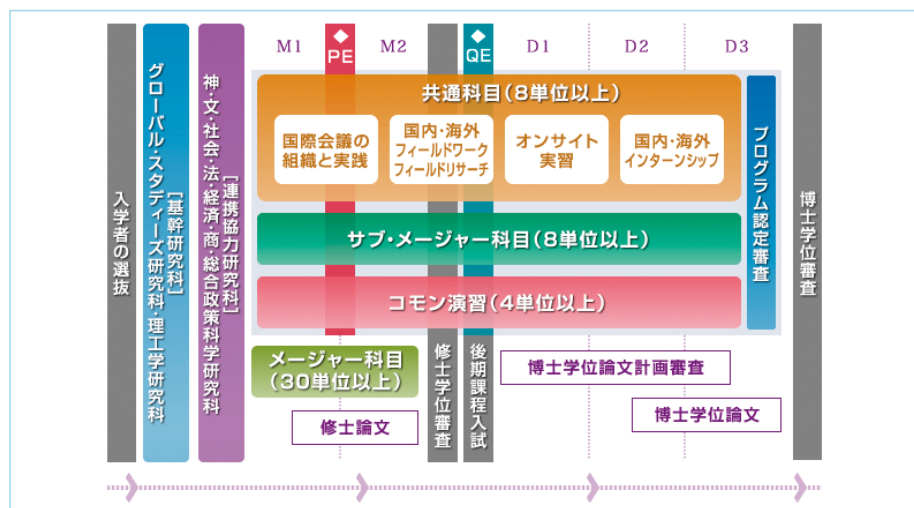 M1
◆
PE
M2
◆
QE
D1
D2
D3
入学者の選抜
[基幹研究科]
グローバル・スタディーズ研究科・理工学研究科
[連携協力研究科]
神・文・社会・法・経済・商・総合政策科学研究科
共通科目(8単位以上)
国際会議の
組織と実践
国内・海外
フィールドワーク
フィールドリサーチ
オンサイト
実習
国内・海外
インターンシップ
サブ・メージャー科目(8単位以上)
コモン演習(4単位以上)
プログラム認定審査
博士学位審査
メージャー科目
(30単位以上)
修士論文
修士学位審査
後期課程入試
博士学位論文計画審査
博士学位論文